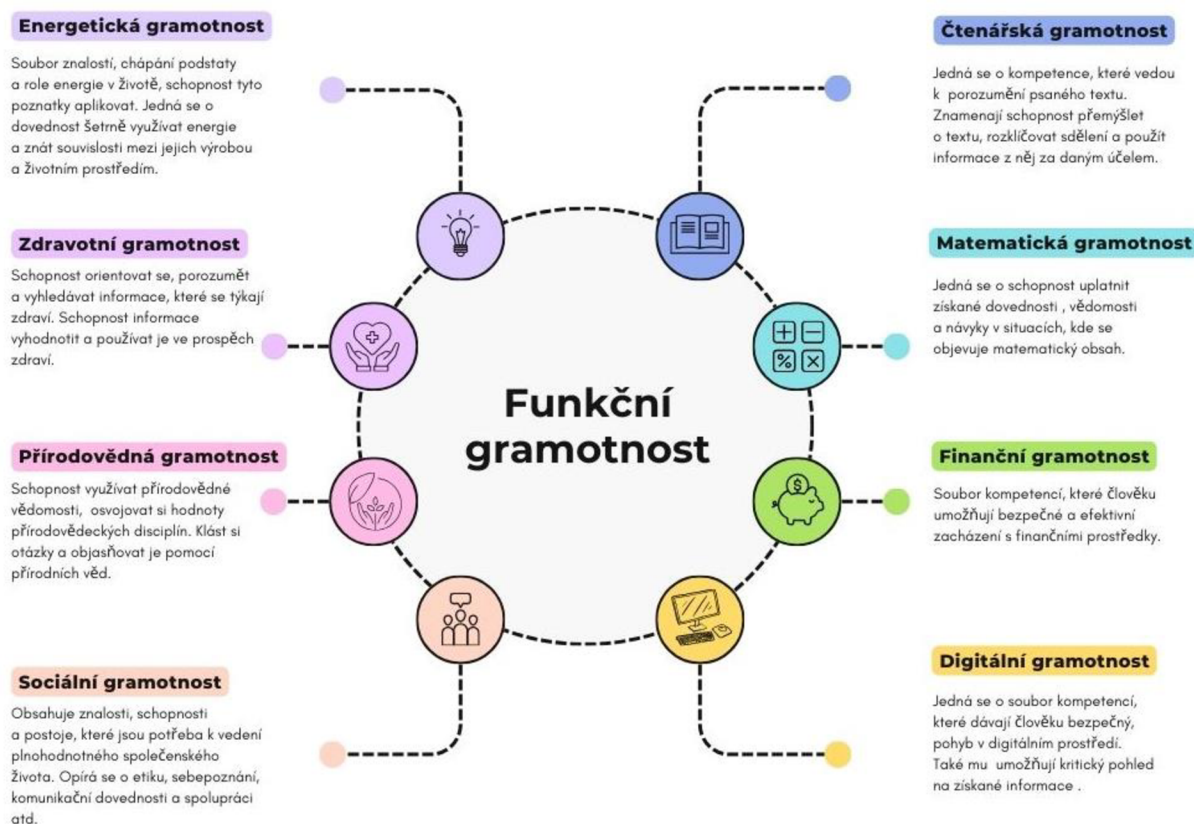 Energetická gramotnost
Soubor znalostí, chápání podstaty
a role energie v životě, schopnost tyto
poznatky aplikovat. Jedná se o
dovednost šetrně využívat energie
a znát souvislosti mezi jejich výrobou
a životním prostředím.
Zdravotní gramotnost
Schopnost orientovat se, porozumět
a vyhledávat informace, které se týkají
zdraví. Schopnost informace
vyhodnotit a používat je ve prospěch
zdraví.
Přírodovědná gramotnost
Schopnost využívat přírodovědné
vědomosti, osvojovat si hodnoty
přírodovědeckých disciplín. Klást si
otázky a objasňovat je pomocí
přírodních věd.
Sociální gramotnost
Obsahuje znalosti, schopnosti
a postoje, které jsou potřeba k vedení
plnohodnotného společenského
života. Opírá se o etiku, sebepoznání,
komunikační dovednosti a spolupráci
atd.
Funkční
gramotnost
Čtenářská gramotnost
Jedná se o kompetence, které vedou
k porozumění psaného textu.
Znamenají schopnost přemýšlet
o textu, rozklíčovat sdělení a použít
informace z něj za daným účelem.
Matematická gramotnost
Jedná se o schopnost uplatnit
získané dovednosti , vědomosti
a návyky v situacích, kde se
objevuje matematický obsah.
Finanční gramotnost
Soubor kompetencí, které člověku
umožňují bezpečné a efektivní
zacházení s finančními prostředky.
Digitální gramotnost
Jedná se o soubor kompetencí,
které dávají člověku bezpečný,
pohyb v digitálním prostředí.
Také mu umožňují kritický pohled
na získané informace .